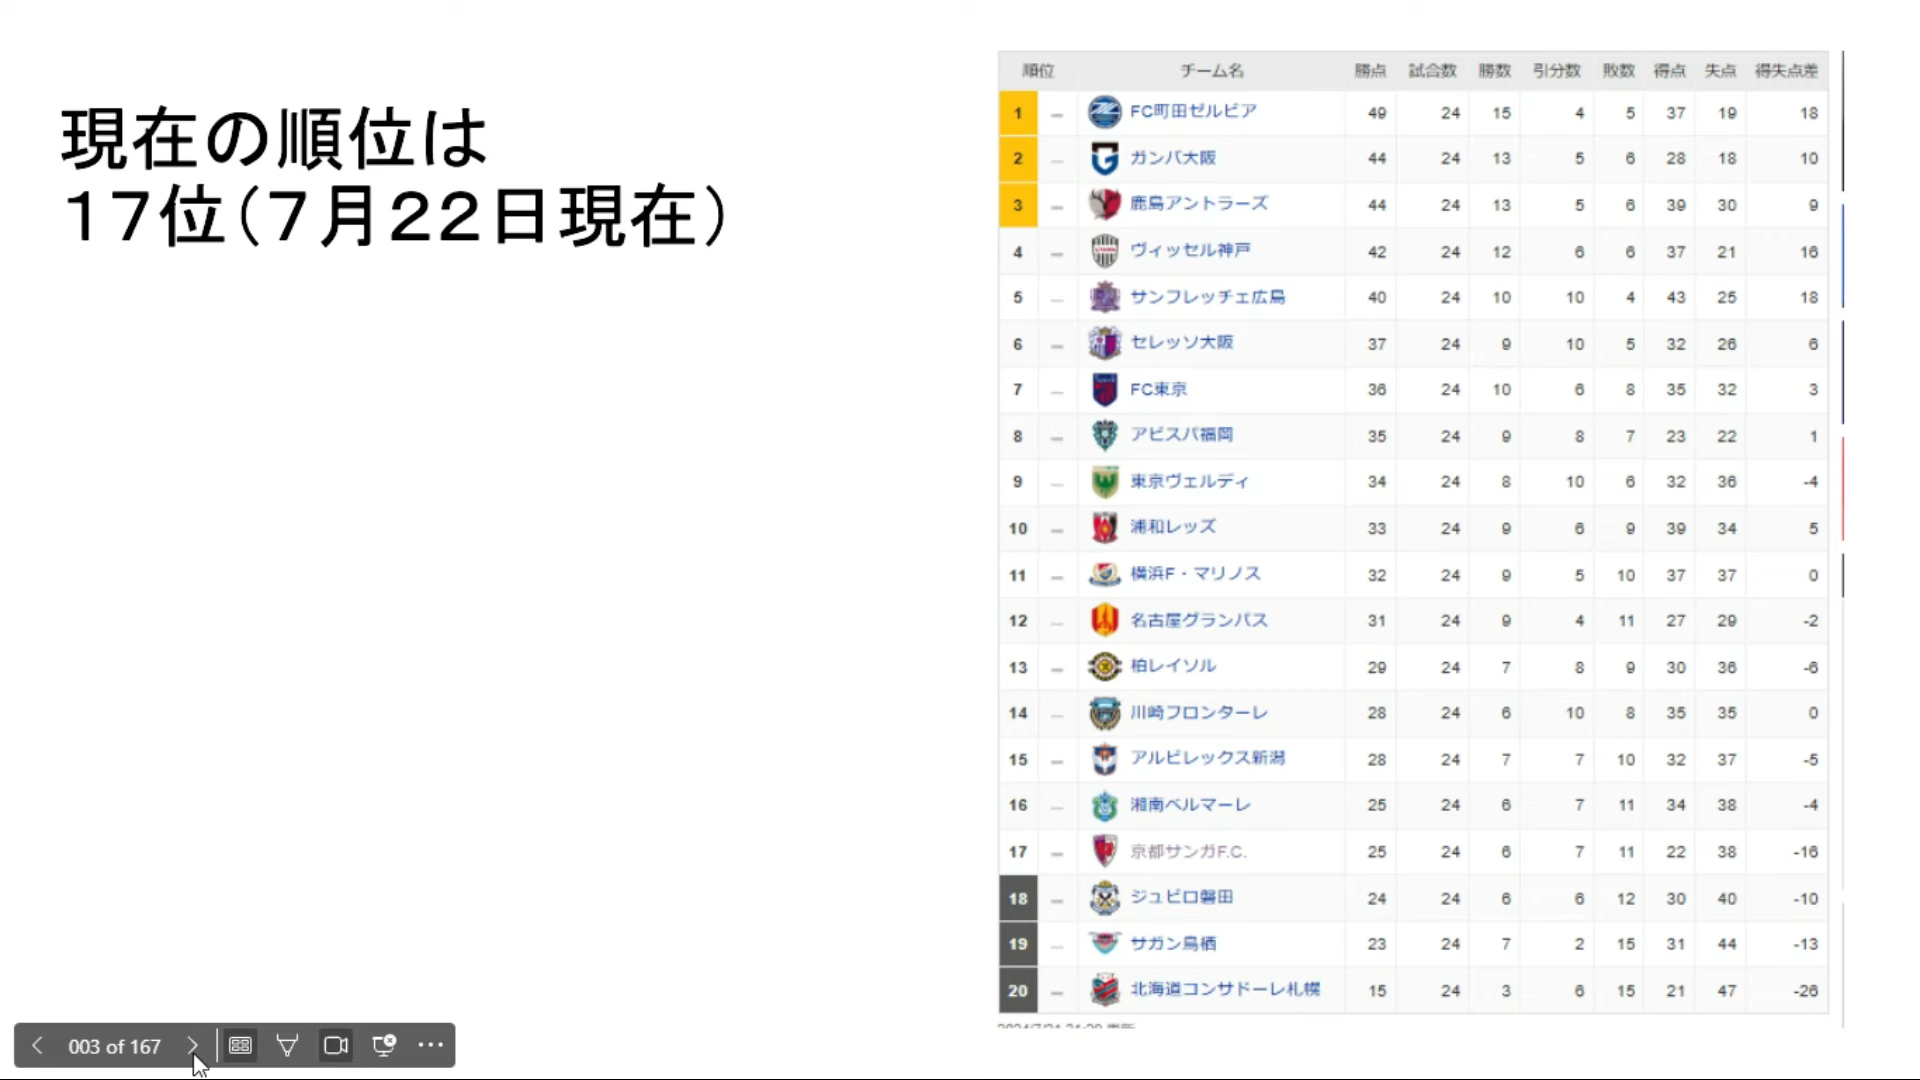 現在の順位は
17位（7月22日現在）
順位 チーム名 勝点 試合数 勝数 引分数 敗数 得点 失点 得失点差
1 – FC町田ゼルビア 49 24 15 4 5 37 19 18
2 – ガンバ大阪 44 24 13 5 6 28 18 10
3 – 鹿島アントラーズ 44 24 13 5 6 39 30 9
4 – ヴィッセル神戸 42 24 12 6 6 37 21 16
5 – サンフレッチェ広島 40 24 10 10 4 43 25 18
6 – セレッソ大阪 37 24 9 10 5 32 26 6
7 – FC東京 36 24 10 6 8 35 32 3
8 – アビスパ福岡 35 24 9 8 7 23 22 1
9 – 東京ヴェルディ 34 24 8 10 6 32 36 -4
10 – 浦和レッズ 33 24 9 6 9 39 34 5
11 – 横浜F・マリノス 32 24 9 5 10 37 37 0
12 – 名古屋グランパス 31 24 9 4 11 27 29 -2
13 – 柏レイソル 29 24 7 8 9 30 36 -6
14 – 川崎フロンターレ 28 24 6 10 8 35 35 0
15 – アルビレックス新潟 28 24 7 7 10 32 37 -5
16 – 湘南ベルマーレ 25 24 6 7 11 34 38 -4
17 – 京都サンガF.C. 25 24 6 7 11 22 38 -16
18 – ジュビロ磐田 24 24 6 6 12 30 40 -10
19 – サガン鳥栖 23 24 7 2 15 31 44 -13
20 – 北海道コンサドーレ札幌 15 24 3 6 15 21 47 -26
003 of 167